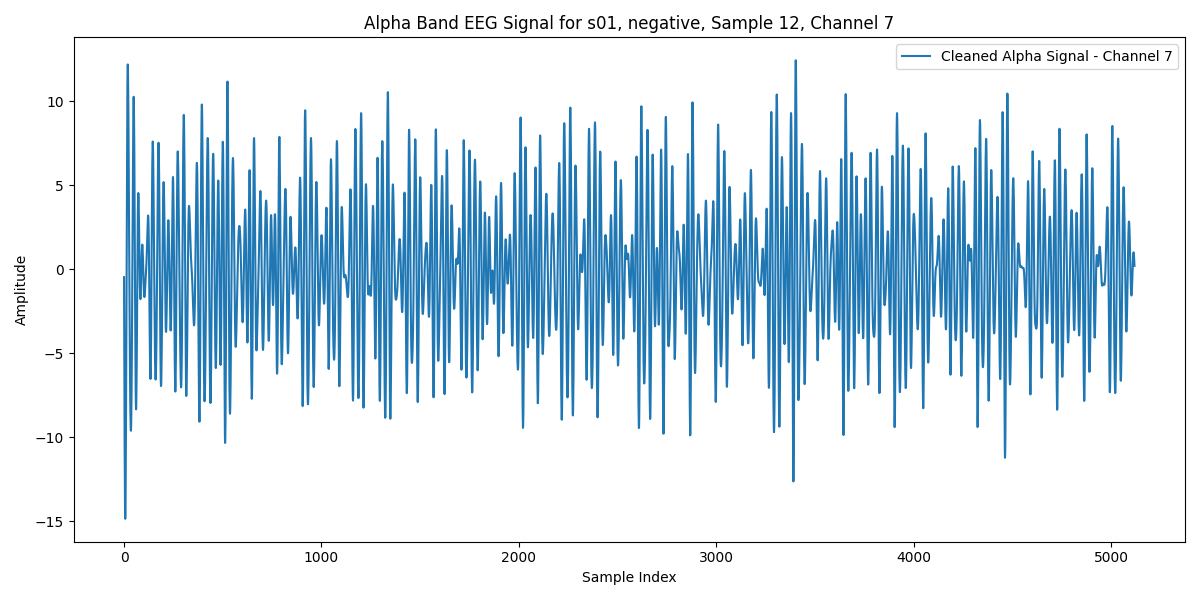 Alpha Band EEG Signal for s01, negative, Sample 12, Channel 7
Cleaned Alpha Signal - Channel 7
Amplitude
10
5
0
−5
−10
−15
0 1000 2000 3000 4000 5000
Sample Index